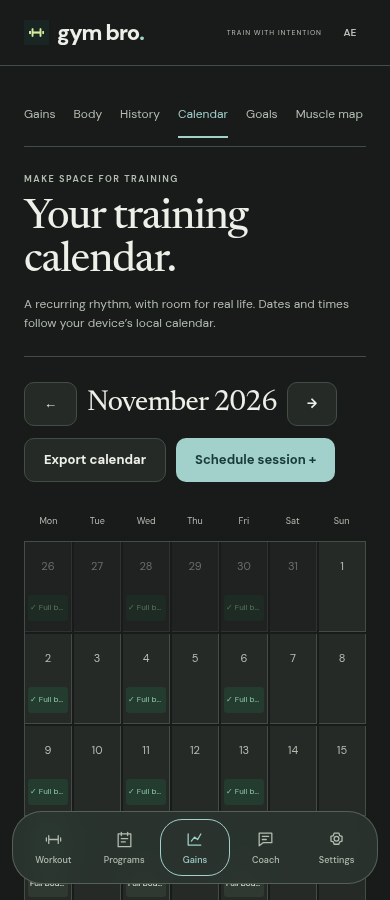 gym bro.
TRAIN WITH INTENTION
AE
Gains Body History Calendar Goals Muscle map
MAKE SPACE FOR TRAINING
Your training
calendar.
A recurring rhythm, with room for real life. Dates and times
follow your device's local calendar.
← November 2026 →
Export calendar Schedule session +
Mon Tue Wed Thu Fri Sat Sun
26 27 28 29 30 31 1
✓ Full b... ✓ Full b... ✓ Full b...
2 3 4 5 6 7 8
✓ Full b... ✓ Full b... ✓ Full b...
9 10 11 12 13 14 15
✓ Full b... ✓ Full b... ✓ Full b...
Workout Programs Gains Coach Settings